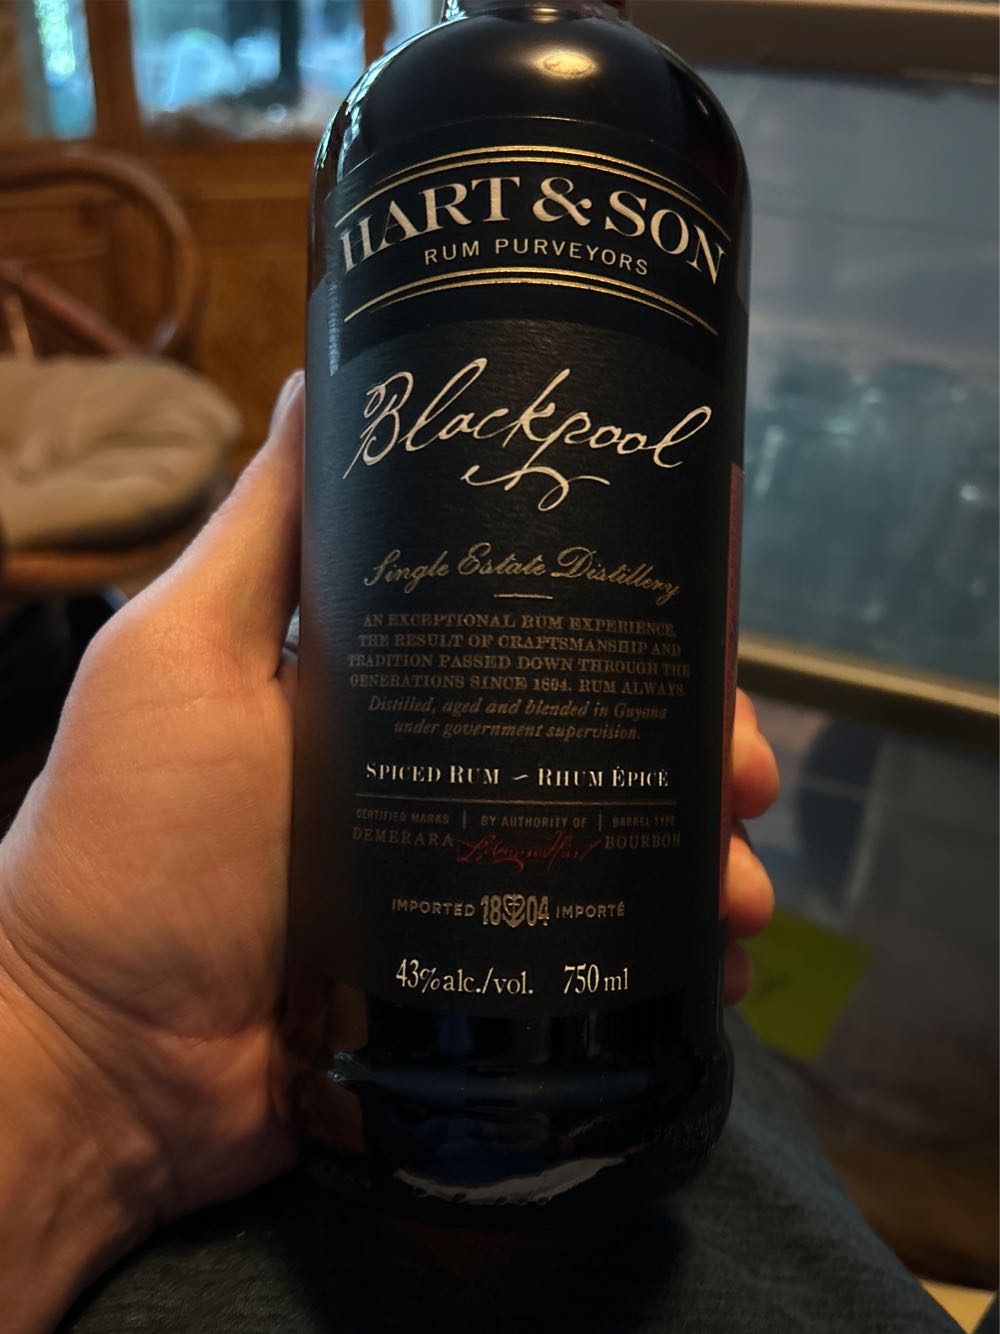 HART & SON
RUM PURVEYORS
Blackpool
Single Estate Distillery
AN EXCEPTIONAL RUM EXPERIENCE,
THE RESULT OF CRAFTSMANSHIP AND
TRADITION PASSED DOWN THROUGH THE
GENERATIONS SINCE 1804. RUM ALWAYS.
Distilled, aged and blended in Guyana
under government supervision.
SPICED RUM ~ RHUM ÉPICÉ
CERTIFIED MARKS | BY AUTHORITY OF | BARREL TYPE
DEMERARA BOURBON
IMPORTED 1804 IMPORTÉ
43% alc./vol. 750 ml